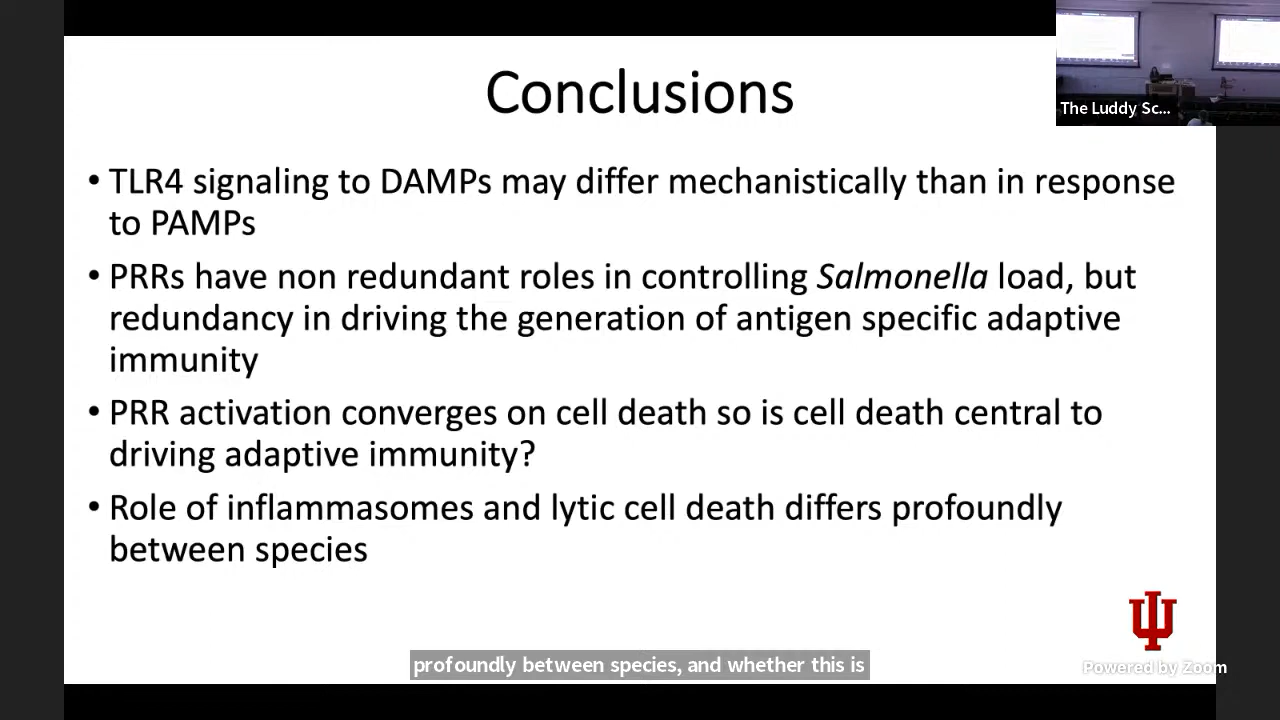 Conclusions
The Luddy Sc...
• TLR4 signaling to DAMPs may differ mechanistically than in response
to PAMPs
• PRRs have non redundant roles in controlling Salmonella load, but
redundancy in driving the generation of antigen specific adaptive
immunity
• PRR activation converges on cell death so is cell death central to
driving adaptive immunity?
• Role of inflammasomes and lytic cell death differs profoundly
between species
profoundly between species, and whether this is
Powered by Zoom